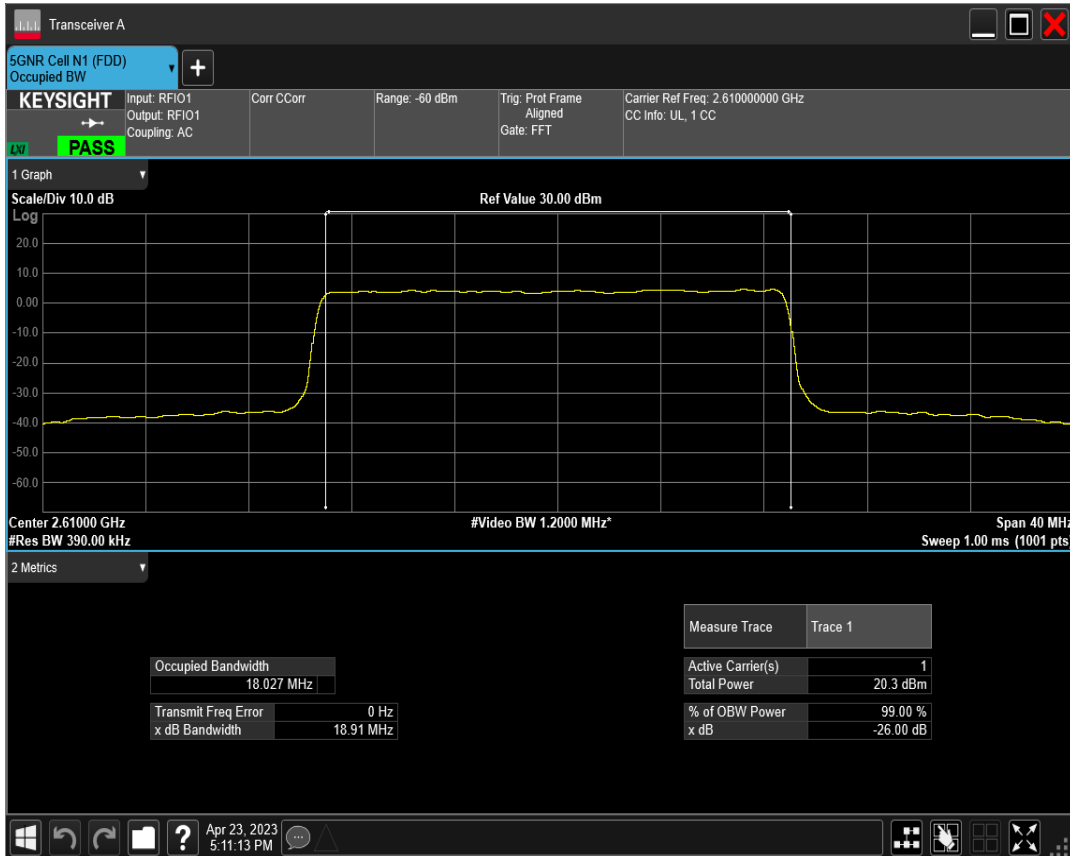 Transceiver A
5GNR Cell N1 (FDD)
Occupied BW
+
KEYSIGHT
LXI
PASS
Input: RFIO1
Output: RFIO1
Coupling: AC
Corr CCorr
Range: -60 dBm
Trig: Prot Frame
Aligned
Gate: FFT
Carrier Ref Freq: 2.610000000 GHz
CC Info: UL, 1 CC
1 Graph
Scale/Div 10.0 dB
Ref Value 30.00 dBm
Log
20.0
10.0
0.00
-10.0
-20.0
-30.0
-40.0
-50.0
-60.0
Center 2.61000 GHz
#Video BW 1.2000 MHz*
Span 40 MHz
#Res BW 390.00 kHz
Sweep 1.00 ms (1001 pts)
2 Metrics
Measure Trace Trace 1
Occupied Bandwidth
18.027 MHz
Transmit Freq Error 0 Hz
x dB Bandwidth 18.91 MHz
Active Carrier(s) 1
Total Power 20.3 dBm
% of OBW Power 99.00 %
x dB -26.00 dB
?
Apr 23, 2023
5:11:13 PM